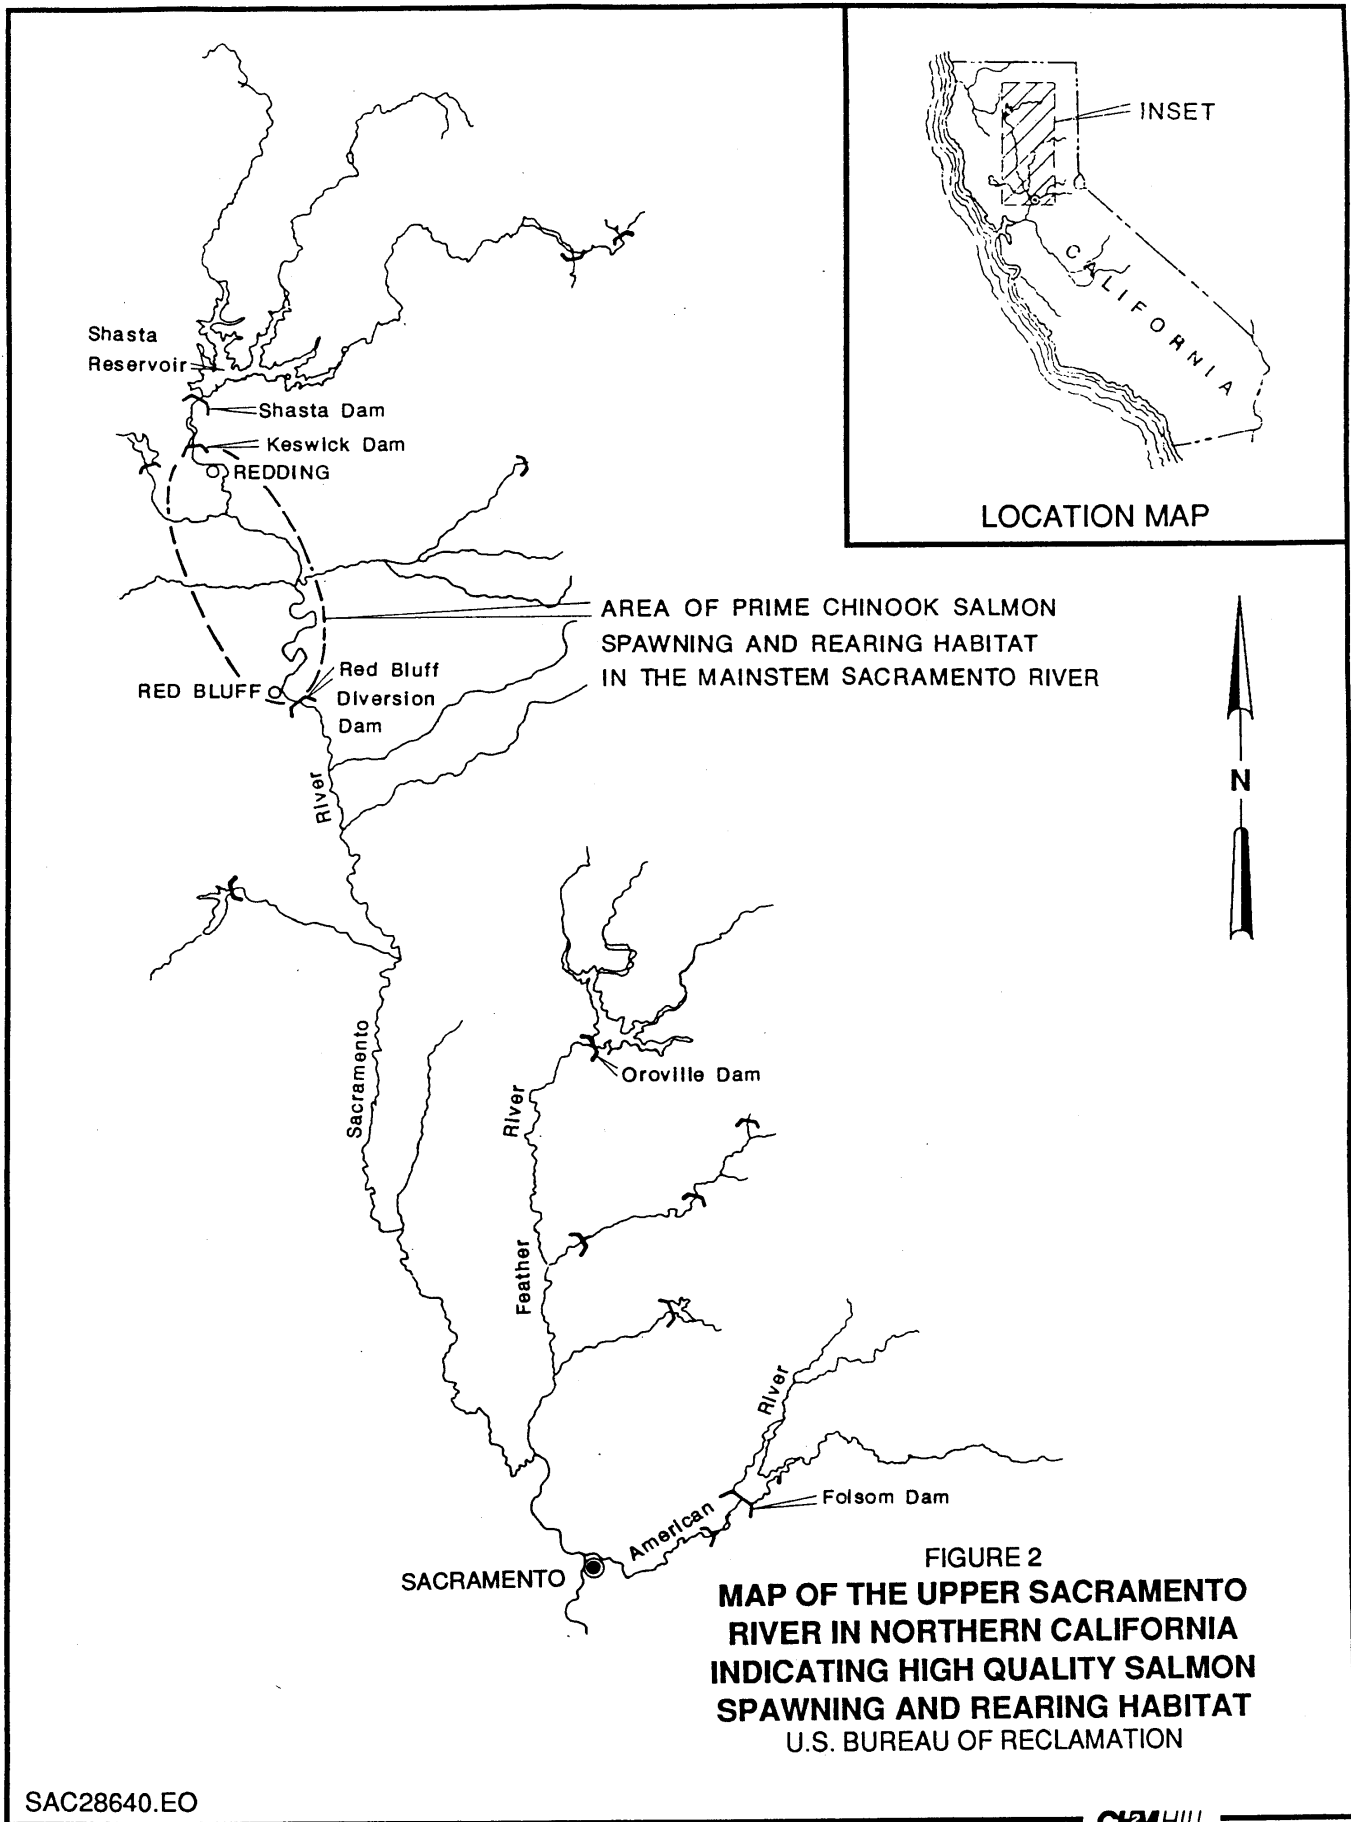 INSET
CALIFORNIA
LOCATION MAP
Shasta
Reservoir
Shasta Dam
Keswick Dam
REDDING
AREA OF PRIME CHINOOK SALMON
SPAWNING AND REARING HABITAT
IN THE MAINSTEM SACRAMENTO RIVER
RED BLUFF
Red Bluff
Diversion
Dam
N
River
Sacramento
Oroville Dam
River
Feather
River
American
Folsom Dam
SACRAMENTO
FIGURE 2
MAP OF THE UPPER SACRAMENTO
RIVER IN NORTHERN CALIFORNIA
INDICATING HIGH QUALITY SALMON
SPAWNING AND REARING HABITAT
U.S. BUREAU OF RECLAMATION
SAC28640.EO
CH2M HILL